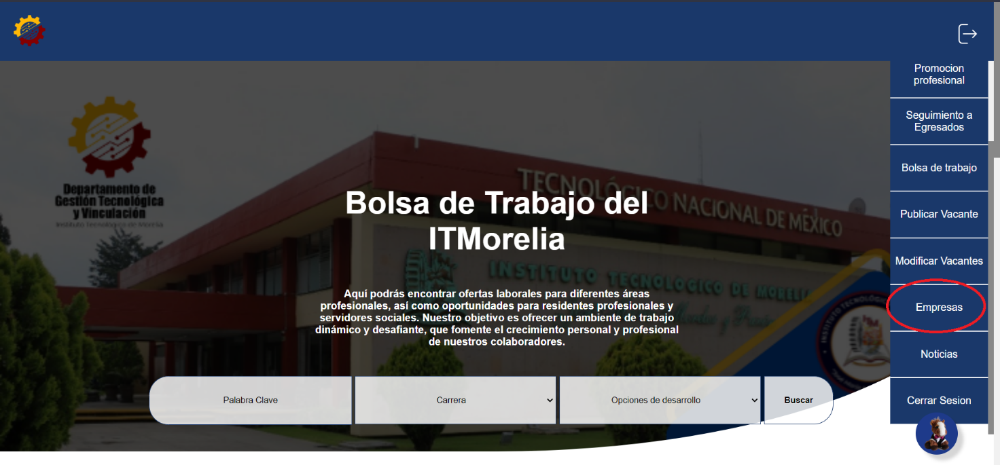 Promocion
profesional
Seguimiento a
Egresados
Bolsa de trabajo
Publicar Vacante
Modificar Vacantes
Empresas
Noticias
Cerrar Sesion
Departamento de
Gestión Tecnológica
y Vinculación
Instituto Tecnológico de Morelia
TECNOLÓGICO NACIONAL DE MÉXICO
INSTITUTO TECNOLOGICO DE MORELIA
Bolsa de Trabajo del
ITMorelia
Aquí podrás encontrar ofertas laborales para diferentes áreas
profesionales, así como oportunidades para residentes profesionales y
servidores sociales. Nuestro objetivo es ofrecer un ambiente de trabajo
dinámico y desafiante, que fomente el crecimiento personal y profesional
de nuestros colaboradores.
Palabra Clave
Carrera
Opciones de desarrollo
Buscar